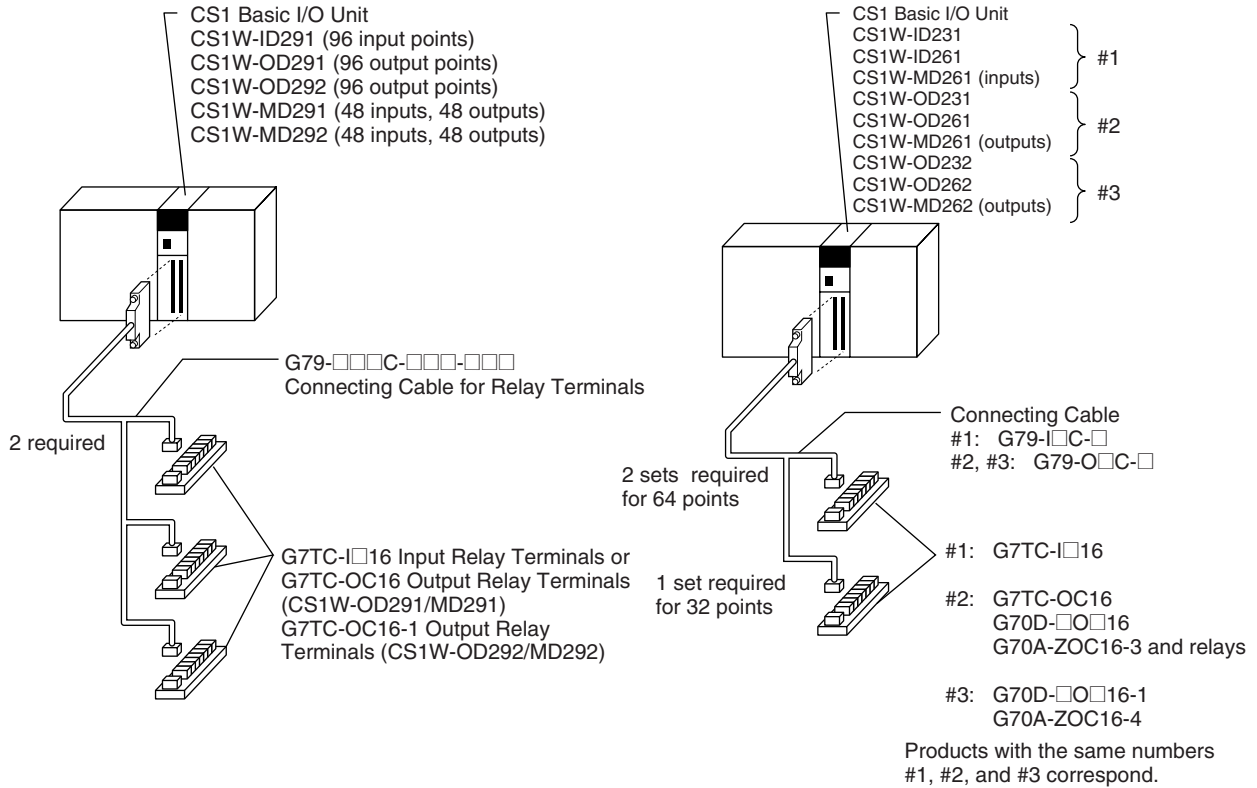 CS1 Basic I/O Unit
CS1W-ID291 (96 input points)
CS1W-OD291 (96 output points)
CS1W-OD292 (96 output points)
CS1W-MD291 (48 inputs, 48 outputs)
CS1W-MD292 (48 inputs, 48 outputs)
G79-□□□C-□□□-□□□
Connecting Cable for Relay Terminals
2 required
G7TC-I□16 Input Relay Terminals or
G7TC-OC16 Output Relay Terminals
(CS1W-OD291/MD291)
G7TC-OC16-1 Output Relay
Terminals (CS1W-OD292/MD292)
CS1 Basic I/O Unit
CS1W-ID231
CS1W-ID261
CS1W-MD261 (inputs)
#1
CS1W-OD231
CS1W-OD261
CS1W-MD261 (outputs)
#2
CS1W-OD232
CS1W-OD262
CS1W-MD262 (outputs)
#3
Connecting Cable
#1: G79-I□C-□
#2, #3: G79-O□C-□
2 sets required
for 64 points
1 set required
for 32 points
#1: G7TC-I□16
#2: G7TC-OC16
G70D-□O□16
G70A-ZOC16-3 and relays
#3: G70D-□O□16-1
G70A-ZOC16-4
Products with the same numbers
#1, #2, and #3 correspond.